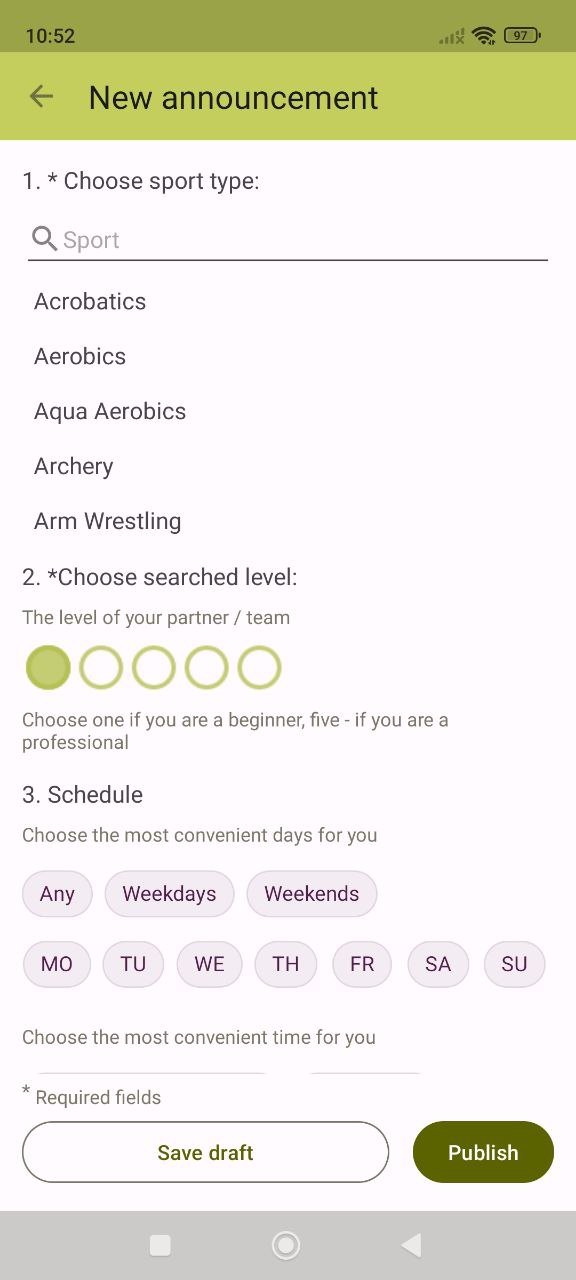 10:52
97
New announcement
1. * Choose sport type:
Sport
Acrobatics
Aerobics
Aqua Aerobics
Archery
Arm Wrestling
2. *Choose searched level:
The level of your partner / team
Choose one if you are a beginner, five - if you are a
professional
3. Schedule
Choose the most convenient days for you
Any Weekdays Weekends
MO TU WE TH FR SA SU
Choose the most convenient time for you
* Required fields
Save draft Publish